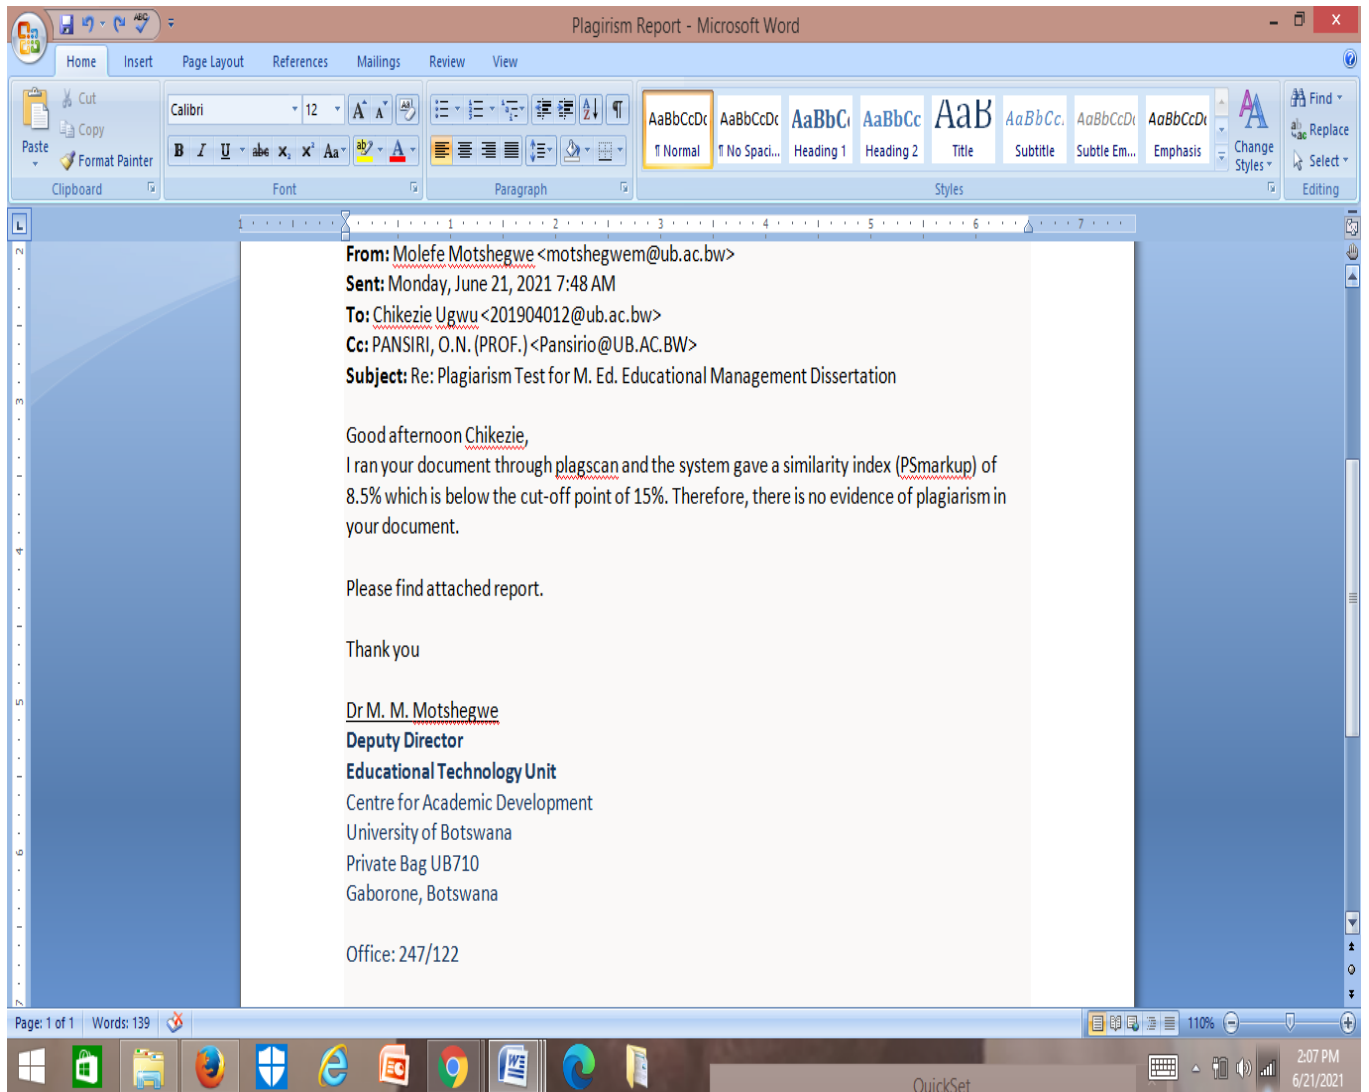 Plagirism Report - Microsoft Word
Home Insert Page Layout References Mailings Review View
Paste
Cut
Copy
Format Painter
Clipboard
Calibri 12
Font
Paragraph
AaBbCcDc AaBbCcDc AaBbC AaBbCc AaB AaBbCc. AaBbCcDt AaBbCcDt
¶ Normal ¶ No Spaci... Heading 1 Heading 2 Title Subtitle Subtle Em... Emphasis
Change Styles
Styles
Find
Replace
Select
Editing
From: Molefe Motshegwe <motshegwem@ub.ac.bw>
Sent: Monday, June 21, 2021 7:48 AM
To: Chikezie Ugwu <201904012@ub.ac.bw>
Cc: PANSIRI, O.N. (PROF.) <Pansirio@UB.AC.BW>
Subject: Re: Plagiarism Test for M. Ed. Educational Management Dissertation
Good afternoon Chikezie,
I ran your document through plagscan and the system gave a similarity index (PSmarkup) of
8.5% which is below the cut-off point of 15%. Therefore, there is no evidence of plagiarism in
your document.
Please find attached report.
Thank you
Dr M. M. Motshegwe
Deputy Director
Educational Technology Unit
Centre for Academic Development
University of Botswana
Private Bag UB710
Gaborone, Botswana
Office: 247/122
Page: 1 of 1 Words: 139 110%
QuickSet
2:07 PM
6/21/2021